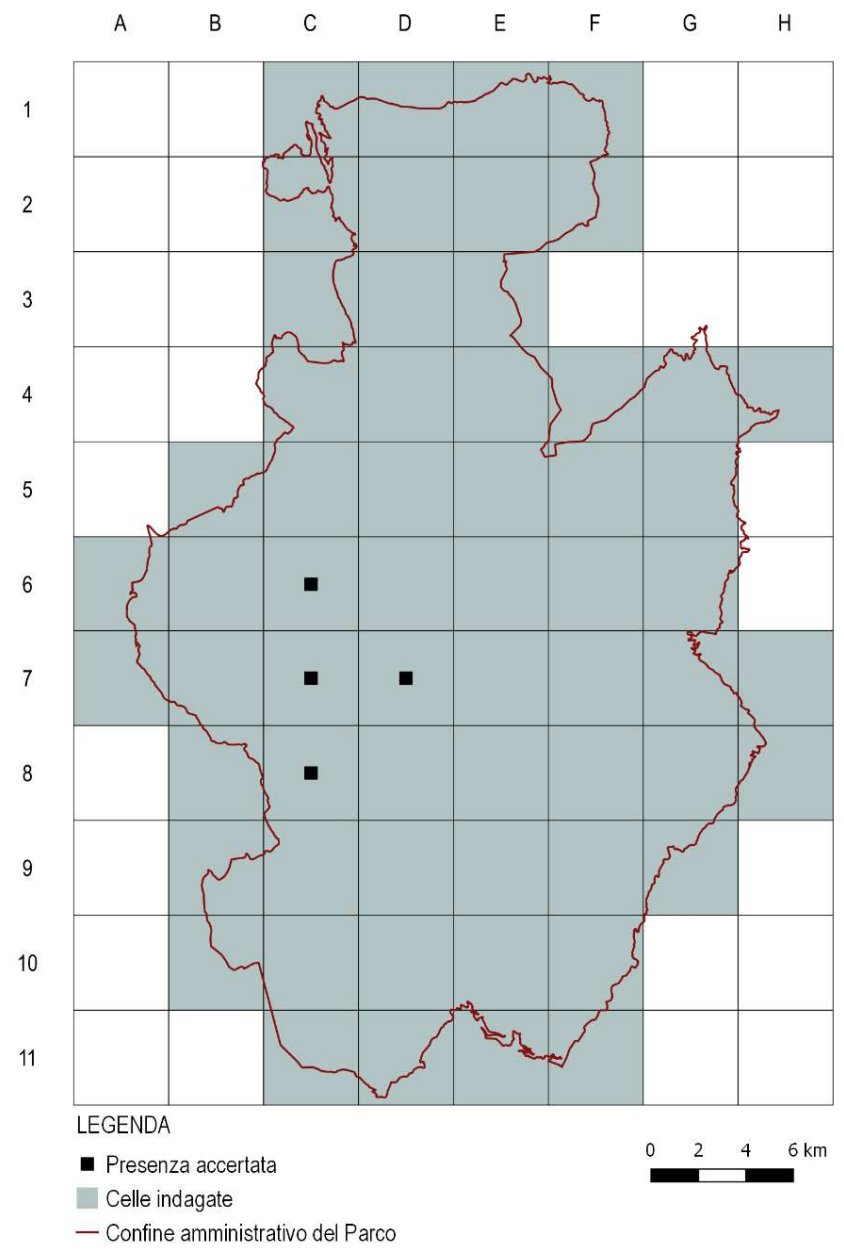 A B C D E F G H
1
2
3
4
5
6
7
8
9
10
11
LEGENDA
Presenza accertata
0 2 4 6 km
Celle indagate
Confine amministrativo del Parco